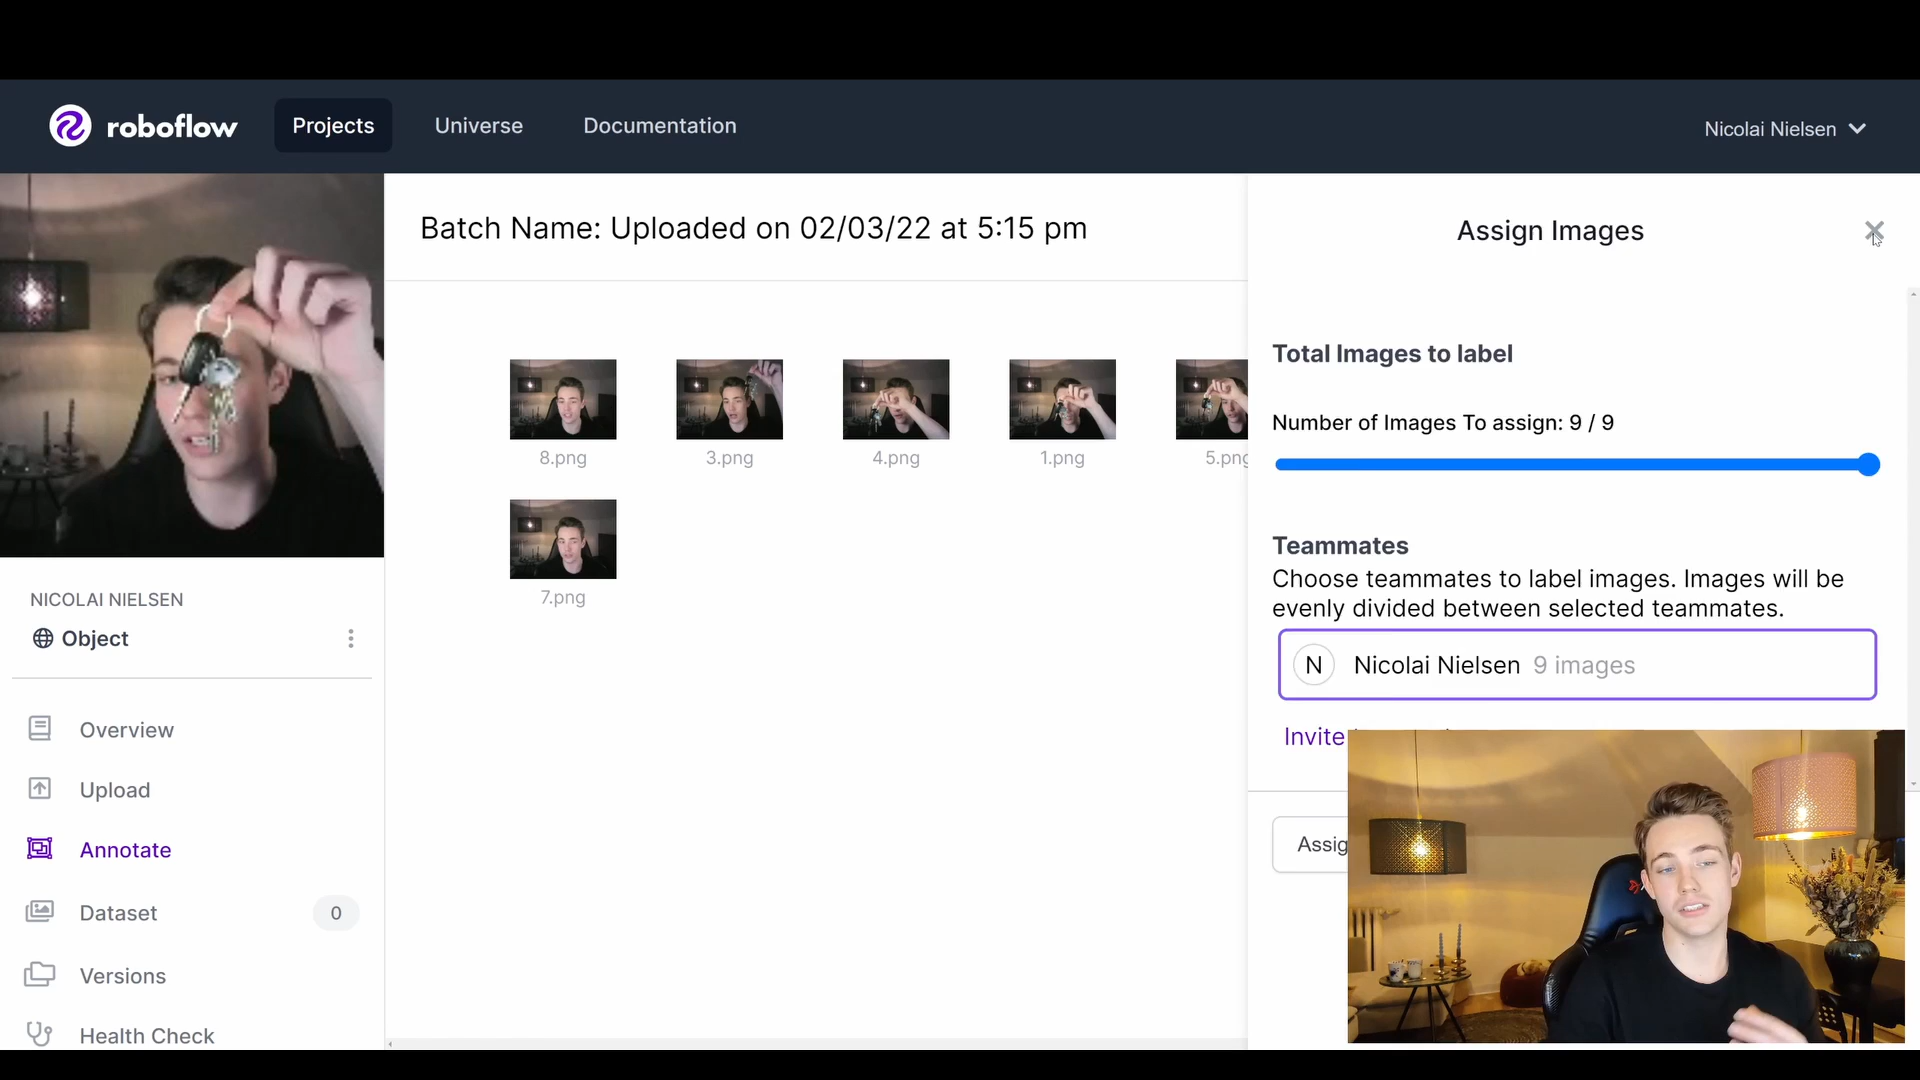 roboflow
Projects
Universe
Documentation
Nicolai Nielsen
Batch Name: Uploaded on 02/03/22 at 5:15 pm
8.png
3.png
4.png
1.png
5.png
7.png
NICOLAI NIELSEN
Object
Overview
Upload
Annotate
Dataset 0
Versions
Health Check
Assign Images
Total Images to label
Number of Images To assign: 9 / 9
Teammates
Choose teammates to label images. Images will be
evenly divided between selected teammates.
N Nicolai Nielsen 9 images
Invite
Assig